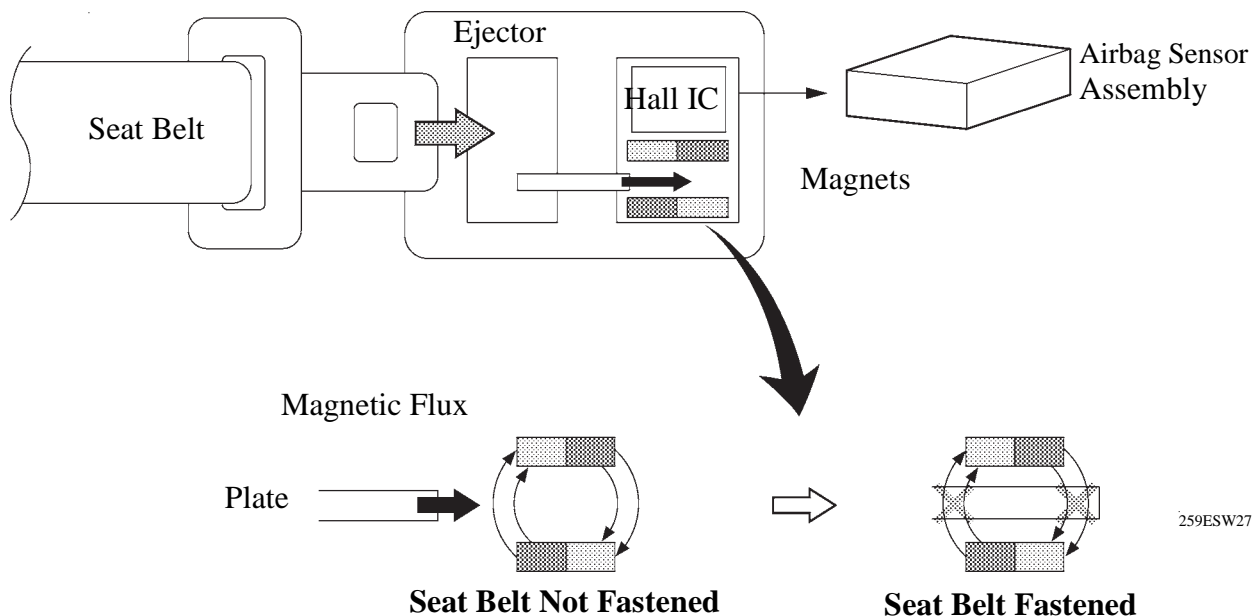 Ejector
Airbag Sensor
Assembly
Hall IC
Seat Belt
Magnets
Magnetic Flux
Plate
259ESW27
Seat Belt Not Fastened
Seat Belt Fastened